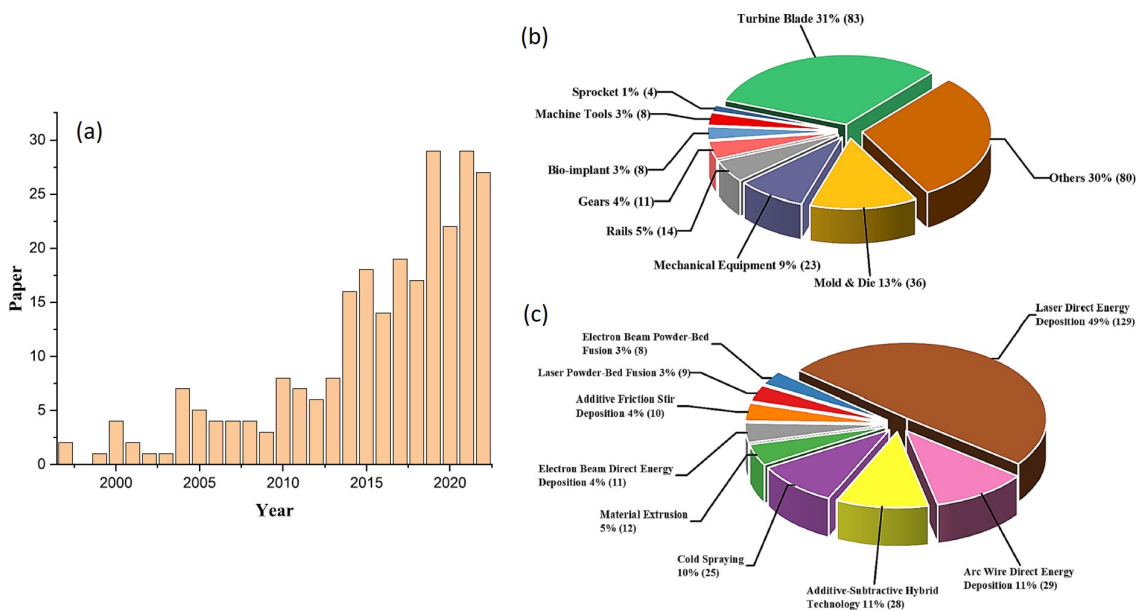 (a)
30
25
20
15
10
5
0
Paper
2000
2005
2010
2015
2020
Year
(b)
Turbine Blade 31% (83)
Sprocket 1% (4)
Machine Tools 3% (8)
Bio-implant 3% (8)
Gears 4% (11)
Rails 5% (14)
Mechanical Equipment 9% (23)
Mold & Die 13% (36)
Others 30% (80)
(c)
Laser Direct Energy
Deposition 49% (129)
Electron Beam Powder-Bed
Fusion 3% (8)
Laser Powder-Bed Fusion 3% (9)
Additive Friction Stir
Deposition 4% (10)
Electron Beam Direct Energy
Deposition 4% (11)
Material Extrusion
5% (12)
Cold Spraying
10% (25)
Additive-Subtractive Hybrid
Technology 11% (28)
Arc Wire Direct Energy
Deposition 11% (29)